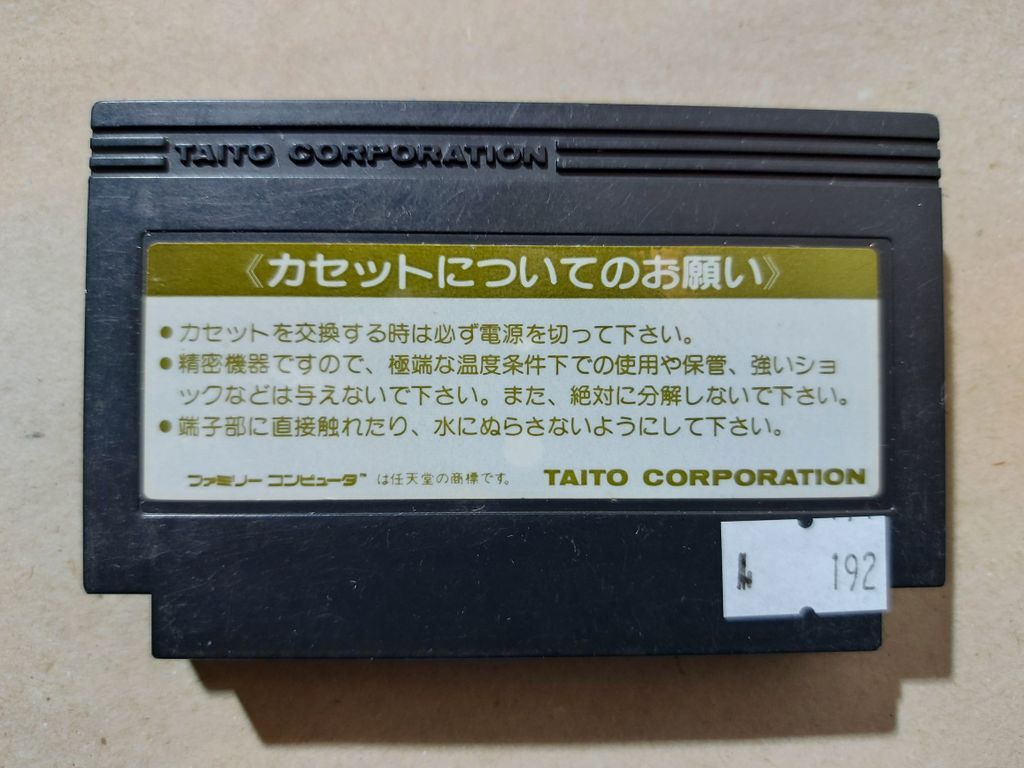 TAITO CORPORATION
《カセットについてのお願い》
●カセットを交換する時は必ず電源を切って下さい。
●精密機器ですので、極端な温度条件下での使用や保管、強いショ
ックなどは与えないで下さい。また、絶対に分解しないで下さい。
●端子部に直接触れたり、水にぬらさないようにして下さい。
ファミリーコンピュータ™ は任天堂の商標です。 TAITO CORPORATION
192